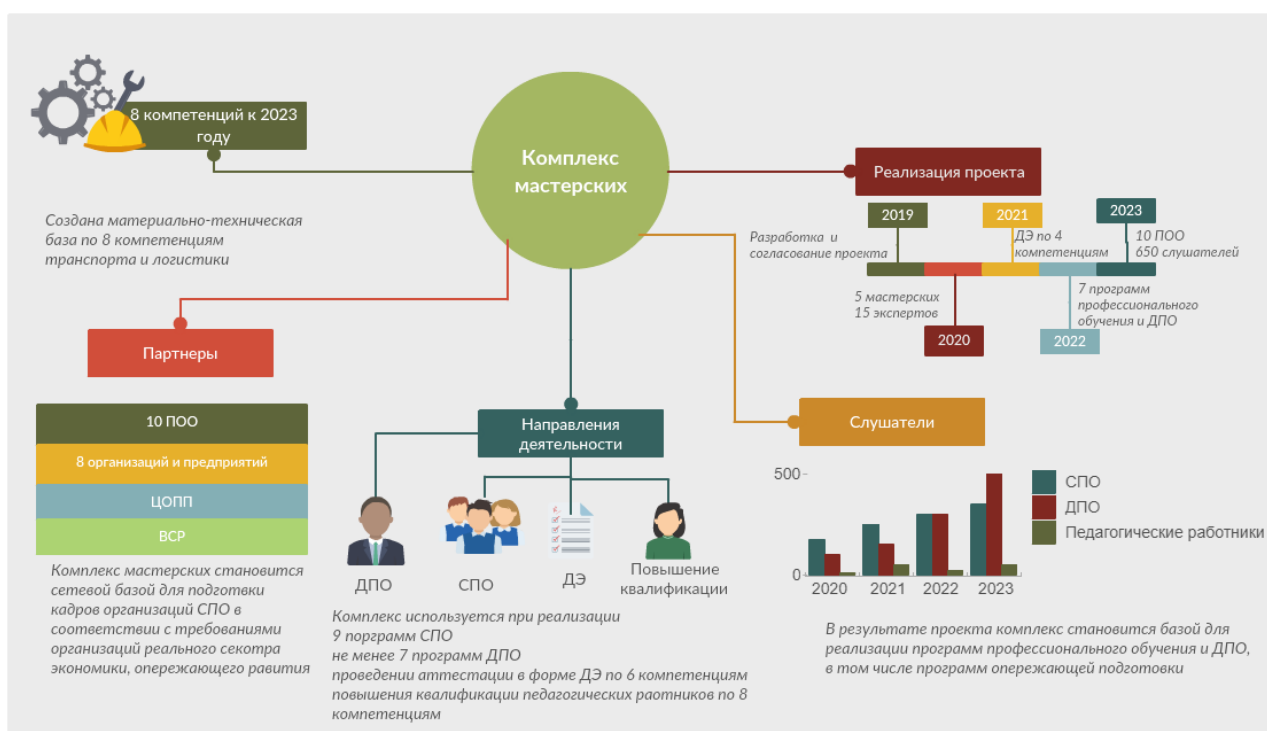 8 компетенций к 2023
году
Создана материально-техническая
база по 8 компетенциям
транспорта и логистики
Комплекс
мастерских
Реализация проекта
2019
2021
2023
Разработка и
согласование проекта
ДЭ по 4
компетенциям
10 ПОО
650 слушателей
5 мастерских
15 экспертов
7 программ
профессионального
обучения и ДПО
2020
2022
Партнеры
10 ПОО
8 организаций и предприятий
ЦОПП
ВСР
Комплекс мастерских становится
сетевой базой для подготвки
кадров организаций СПО в
соответствии с требованиями
организаций реального секотра
экономики, опережающего равития
Направления
деятельности
ДПО
СПО
ДЭ
Повышение
квалификации
Комплекс используется при реализации
9 порграмм СПО
не менее 7 программ ДПО
проведении аттестации в форме ДЭ по 6 компетенциям
повышения квалификации педагогических раотников по 8
компетенциям
Слушатели
500
0
2020
2021
2022
2023
СПО
ДПО
Педагогические работники
В результате проекта комплекс становится базой для
реализации программ профессионального обучения и ДПО,
в том числе программ опережающей подготовки